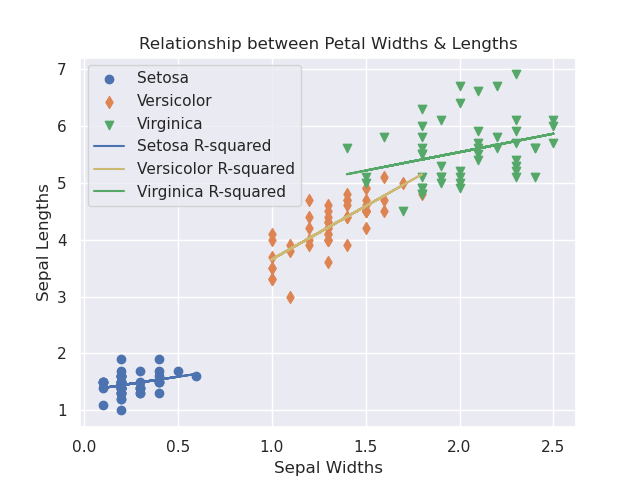 Relationship between Petal Widths & Lengths
Setosa
Versicolor
Virginica
Setosa R-squared
Versicolor R-squared
Virginica R-squared
7
6
5
4
3
2
1
Sepal Lengths
0.0 0.5 1.0 1.5 2.0 2.5
Sepal Widths